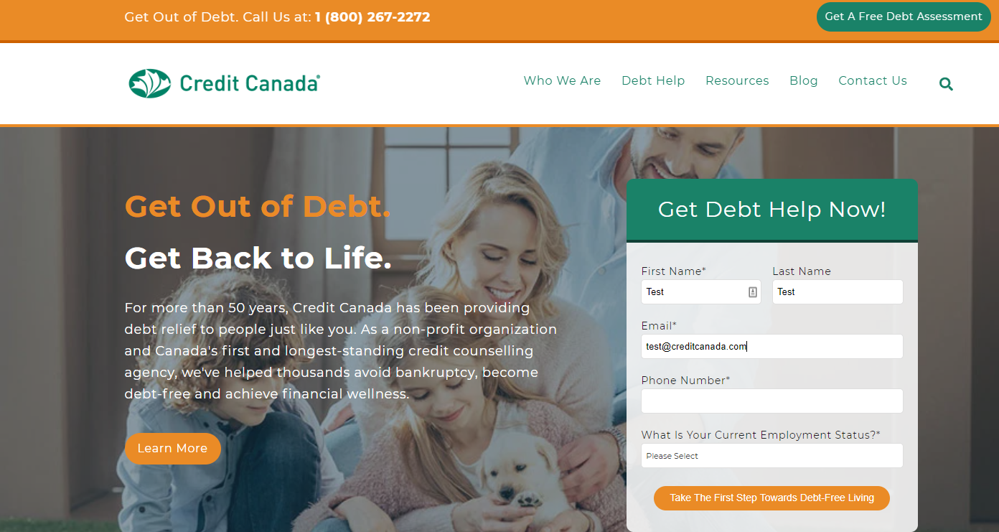 Get Out of Debt. Call Us at: 1 (800) 267-2272
Get A Free Debt Assessment
Credit Canada®
Who We Are
Debt Help
Resources
Blog
Contact Us
Get Out of Debt.
Get Back to Life.
For more than 50 years, Credit Canada has been providing
debt relief to people just like you. As a non-profit organization
and Canada's first and longest-standing credit counselling
agency, we've helped thousands avoid bankruptcy, become
debt-free and achieve financial wellness.
Learn More
Get Debt Help Now!
First Name*
Last Name
Test
Test
Email*
test@creditcanada.com
Phone Number*
What Is Your Current Employment Status?*
Please Select
Take The First Step Towards Debt-Free Living